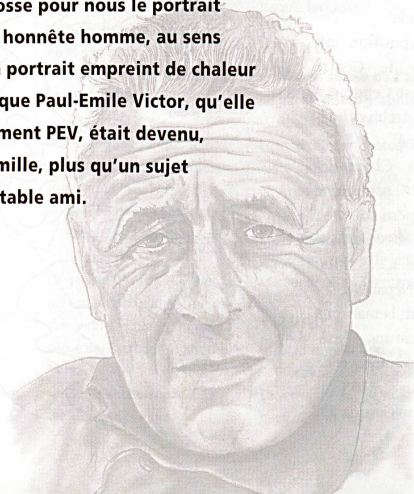 osse pour nous le portrait
honnête homme, au sens
portrait empreint de chaleur
que Paul-Emile Victor, qu'elle
ment PEV, était devenu,
mille, plus qu'un sujet
table ami.